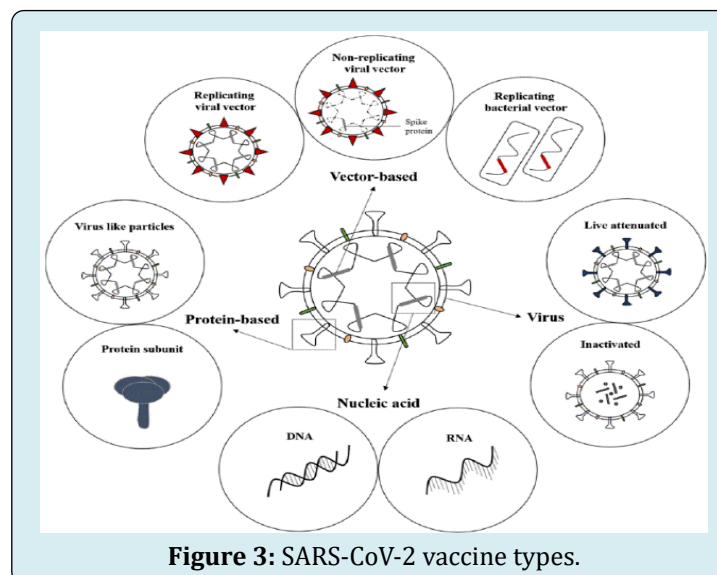 Non-replicating
viral vector
Spike
protein
Replicating
viral vector
Replicating
bacterial vector
Vector-based
Virus like particles
Live attenuated
Protein-based
Virus
Protein subunit
Inactivated
Nucleic acid
DNA
RNA
Figure 3: SARS-CoV-2 vaccine types.